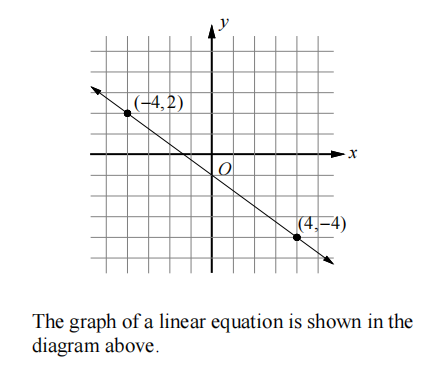 y
(−4,2)
x
O
(4,−4)
The graph of a linear equation is shown in the
diagram above.